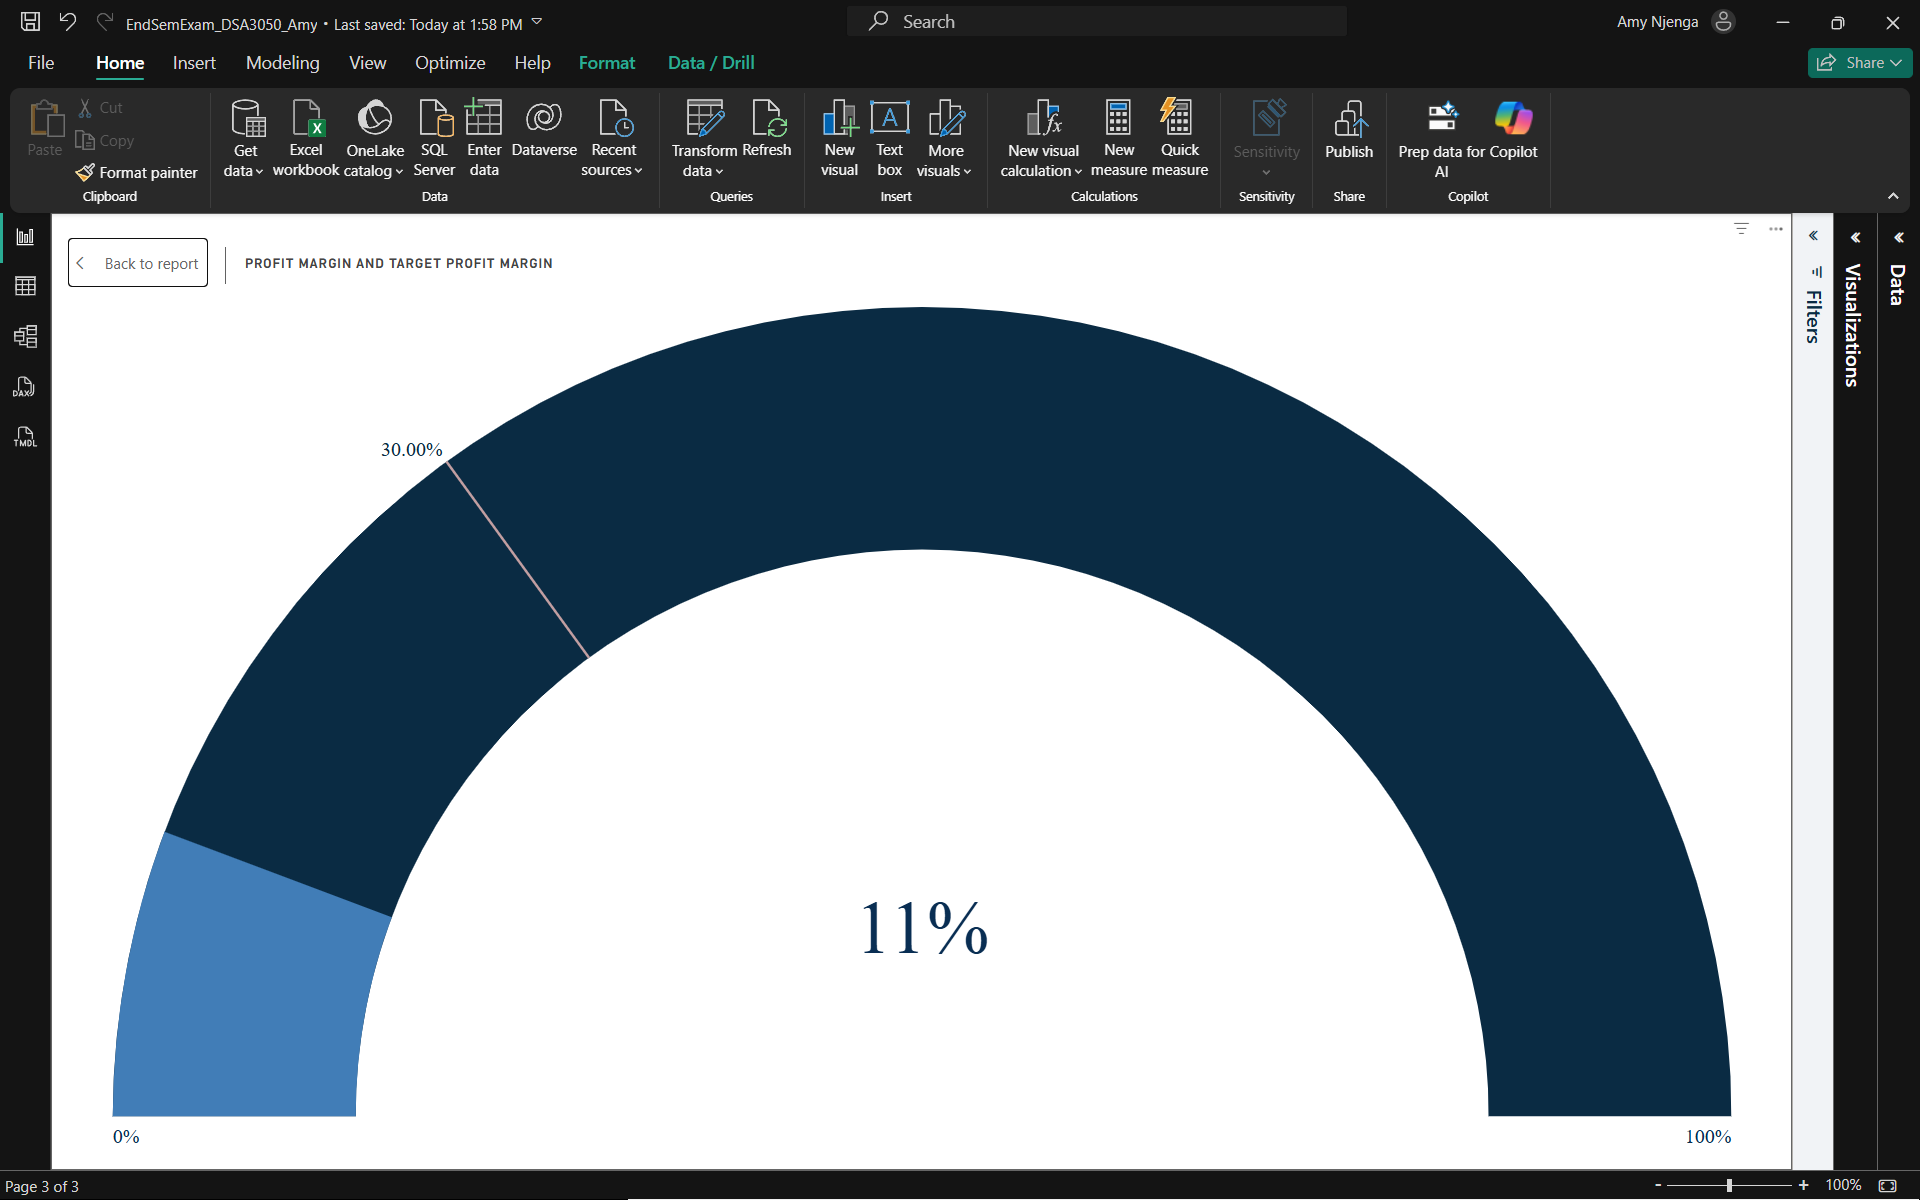 EndSemExam_DSA3050_Amy • Last saved: Today at 1:58 PM
Search
Amy Njenga
File
Home
Insert
Modeling
View
Optimize
Help
Format
Data / Drill
Share
Paste
Cut
Copy
Format painter
Clipboard
Get data
Excel workbook
OneLake catalog
SQL Server
Enter data
Dataverse
Recent sources
Data
Transform data
Refresh
Queries
New visual
Text box
More visuals
Insert
New visual calculation
New measure
Quick measure
Calculations
Sensitivity
Sensitivity
Publish
Share
Prep data for AI
Copilot
Copilot
Back to report
PROFIT MARGIN AND TARGET PROFIT MARGIN
30.00%
11%
0%
100%
Filters
Visualizations
Data
DAX
TMDL
Page 3 of 3
- + 100%